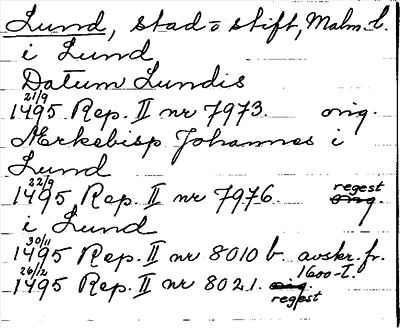 Lund, stad o stift, Malm. l.
i Lund
Datum Lundis
21/9
1495 Rep. II nr 7973. orig.
Ærkebisp Johannes i
Lund
22/9 regest
1495 Rep. II nr 7976. orig.
i Lund
30/11
1495 Rep. II nr 8010 b. avskr. fr.
26/12 1600-t.
1495 Rep. II nr 8021. orig.
regest